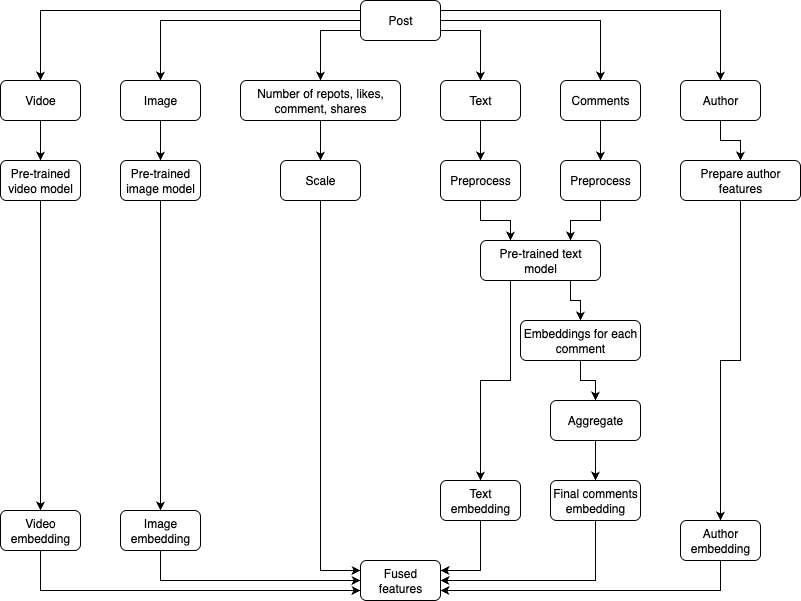 Post
Vidoe
Image
Number of repots, likes,
comment, shares
Text
Comments
Author
Pre-trained
video model
Pre-trained
image model
Scale
Preprocess
Preprocess
Prepare author
features
Pre-trained text
model
Embeddings for each
comment
Aggregate
Video
embedding
Image
embedding
Text
embedding
Final comments
embedding
Author
embedding
Fused
features